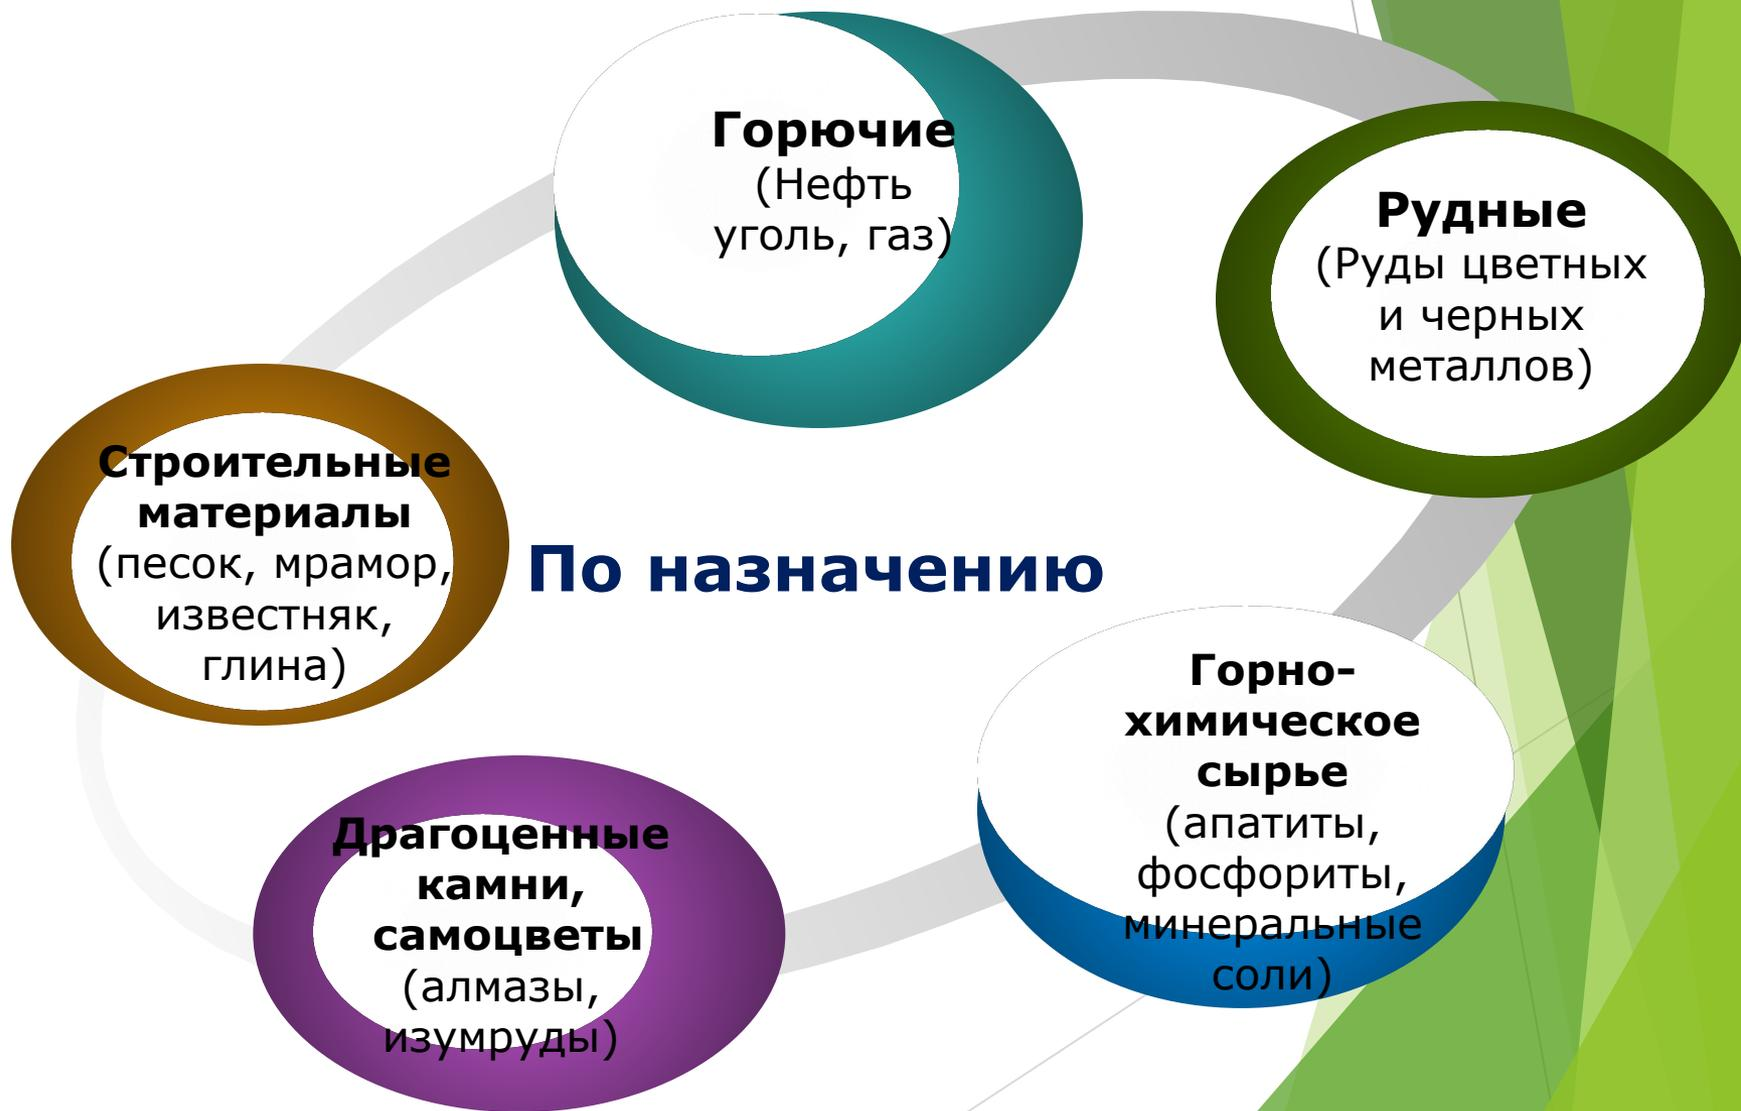 Горючие
(Нефть
уголь, газ)
Рудные
(Руды цветных
и черных
металлов)
Строительные
материалы
(песок, мрамор,
известняк,
глина)
По назначению
Горно-
химическое
сырье
(апатиты,
фосфориты,
минеральные
соли)
Драгоценные
камни,
самоцветы
(алмазы,
изумруды)